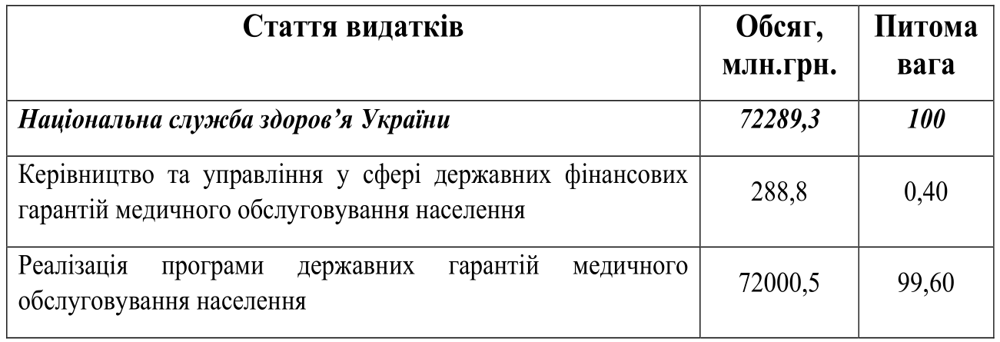 Стаття видатків Обсяг, Питома
млн.грн. вага
Національна служба здоров’я України 72289,3 100
Керівництво та управління у сфері державних фінансових
гарантій медичного обслуговування населення 288,8 0,40
Реалізація програми державних гарантій медичного
обслуговування населення 72000,5 99,60